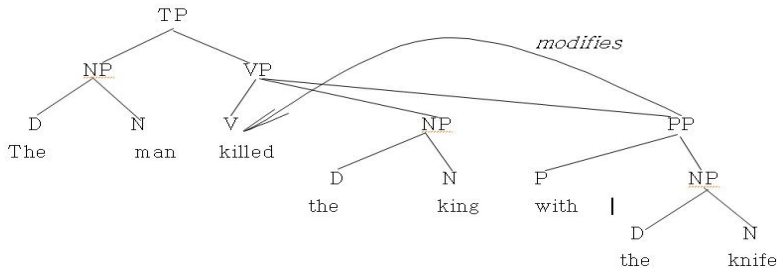 TP
modifies
NP VP
D N V NP PP
The man killed
D N P NP
the king with
D N
the knife